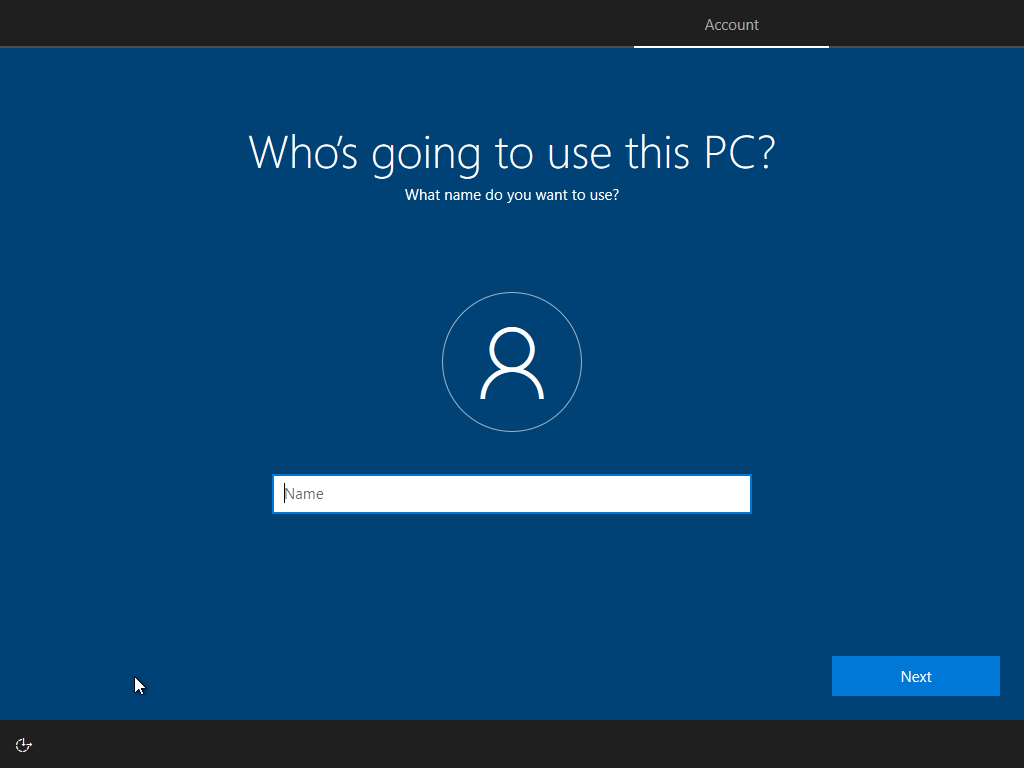 Account
Who's going to use this PC?
What name do you want to use?
Name
Next